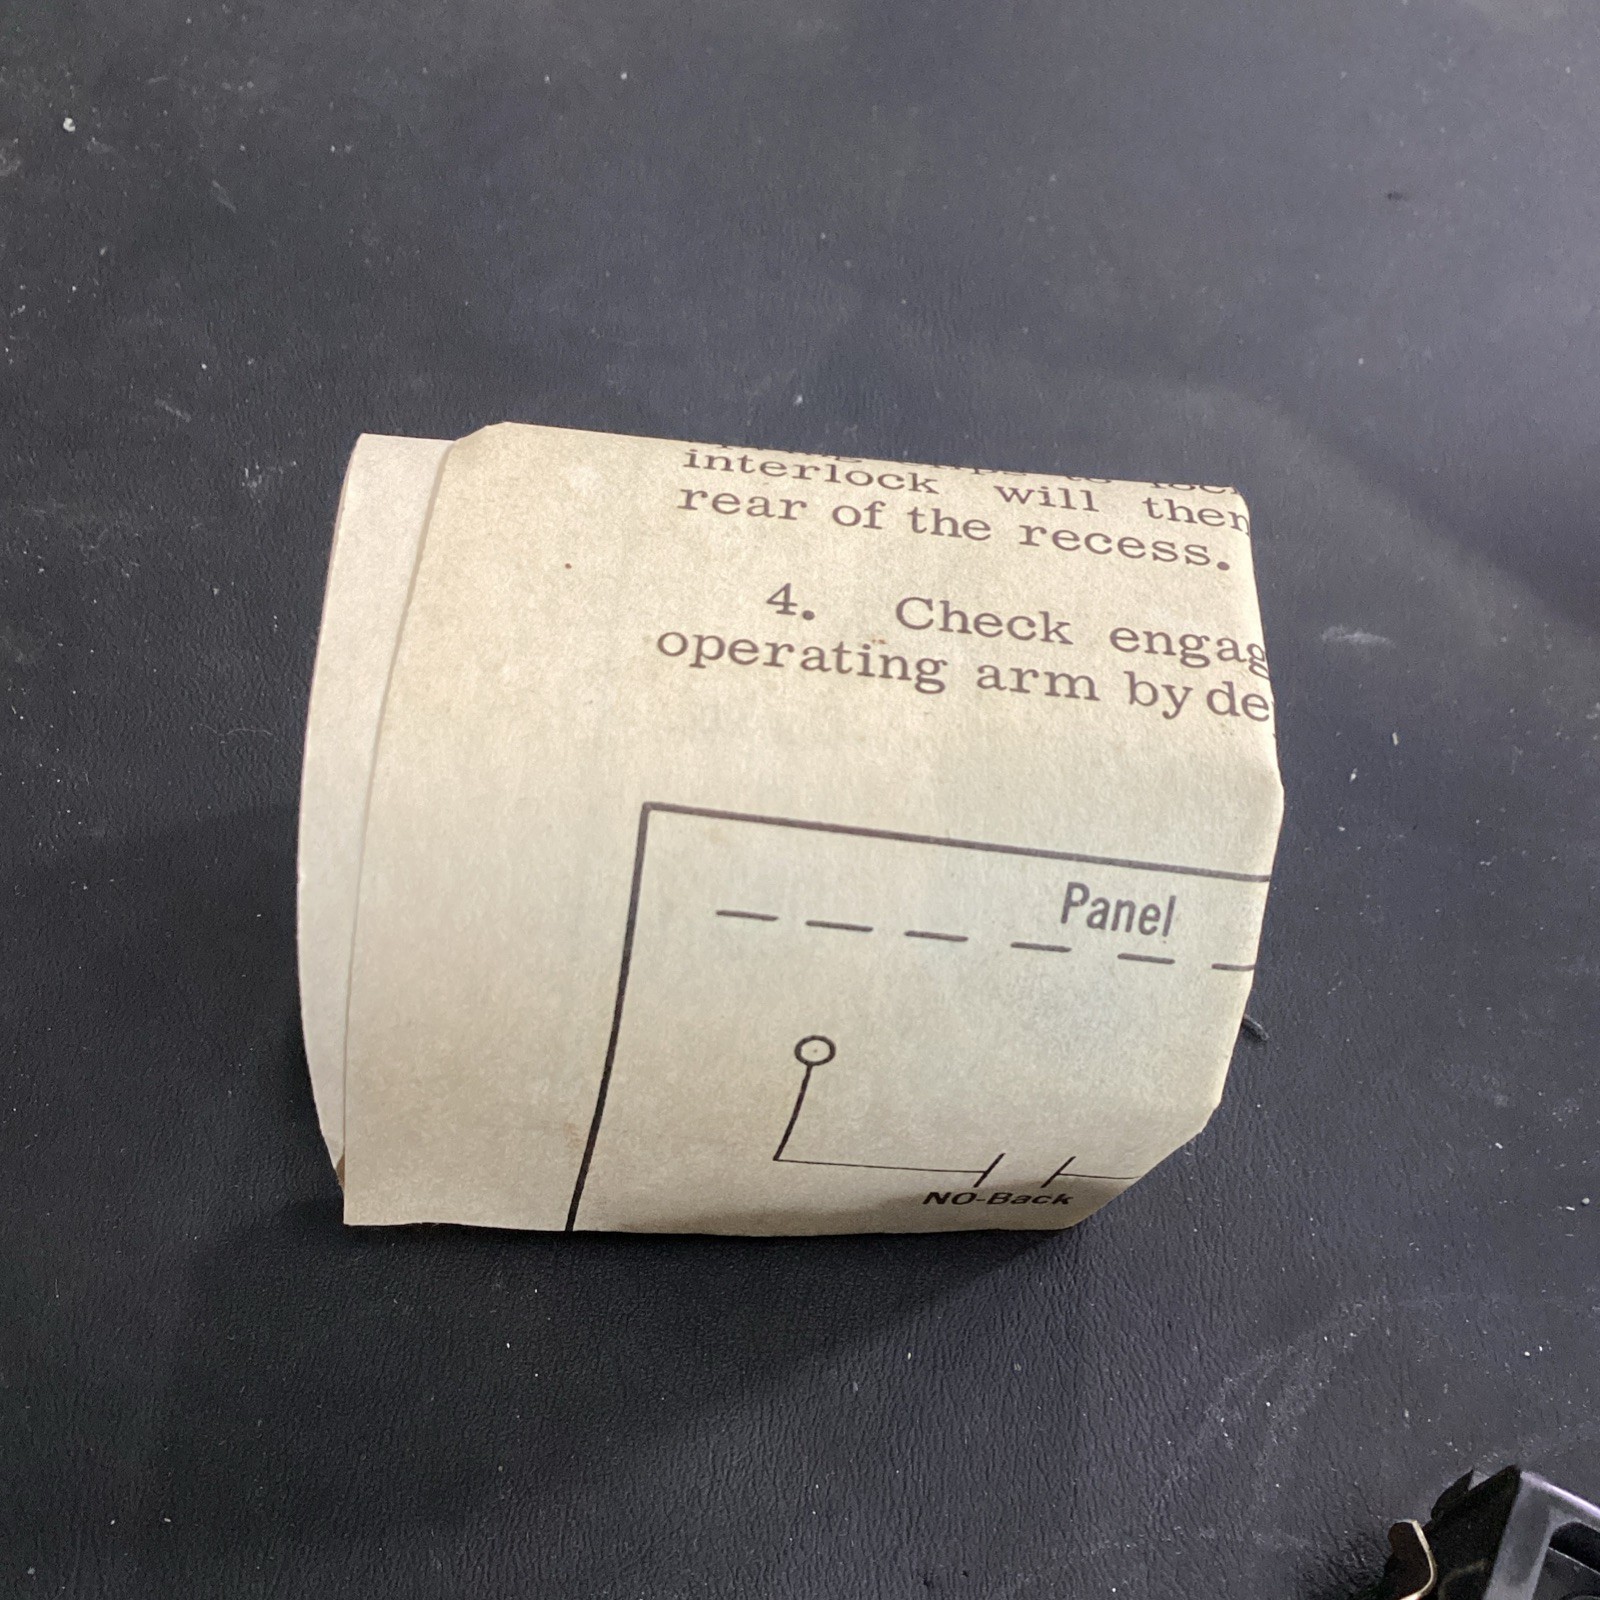 interlock will then
rear of the recess.
4. Check engag
operating arm by de
Panel
NO-Back